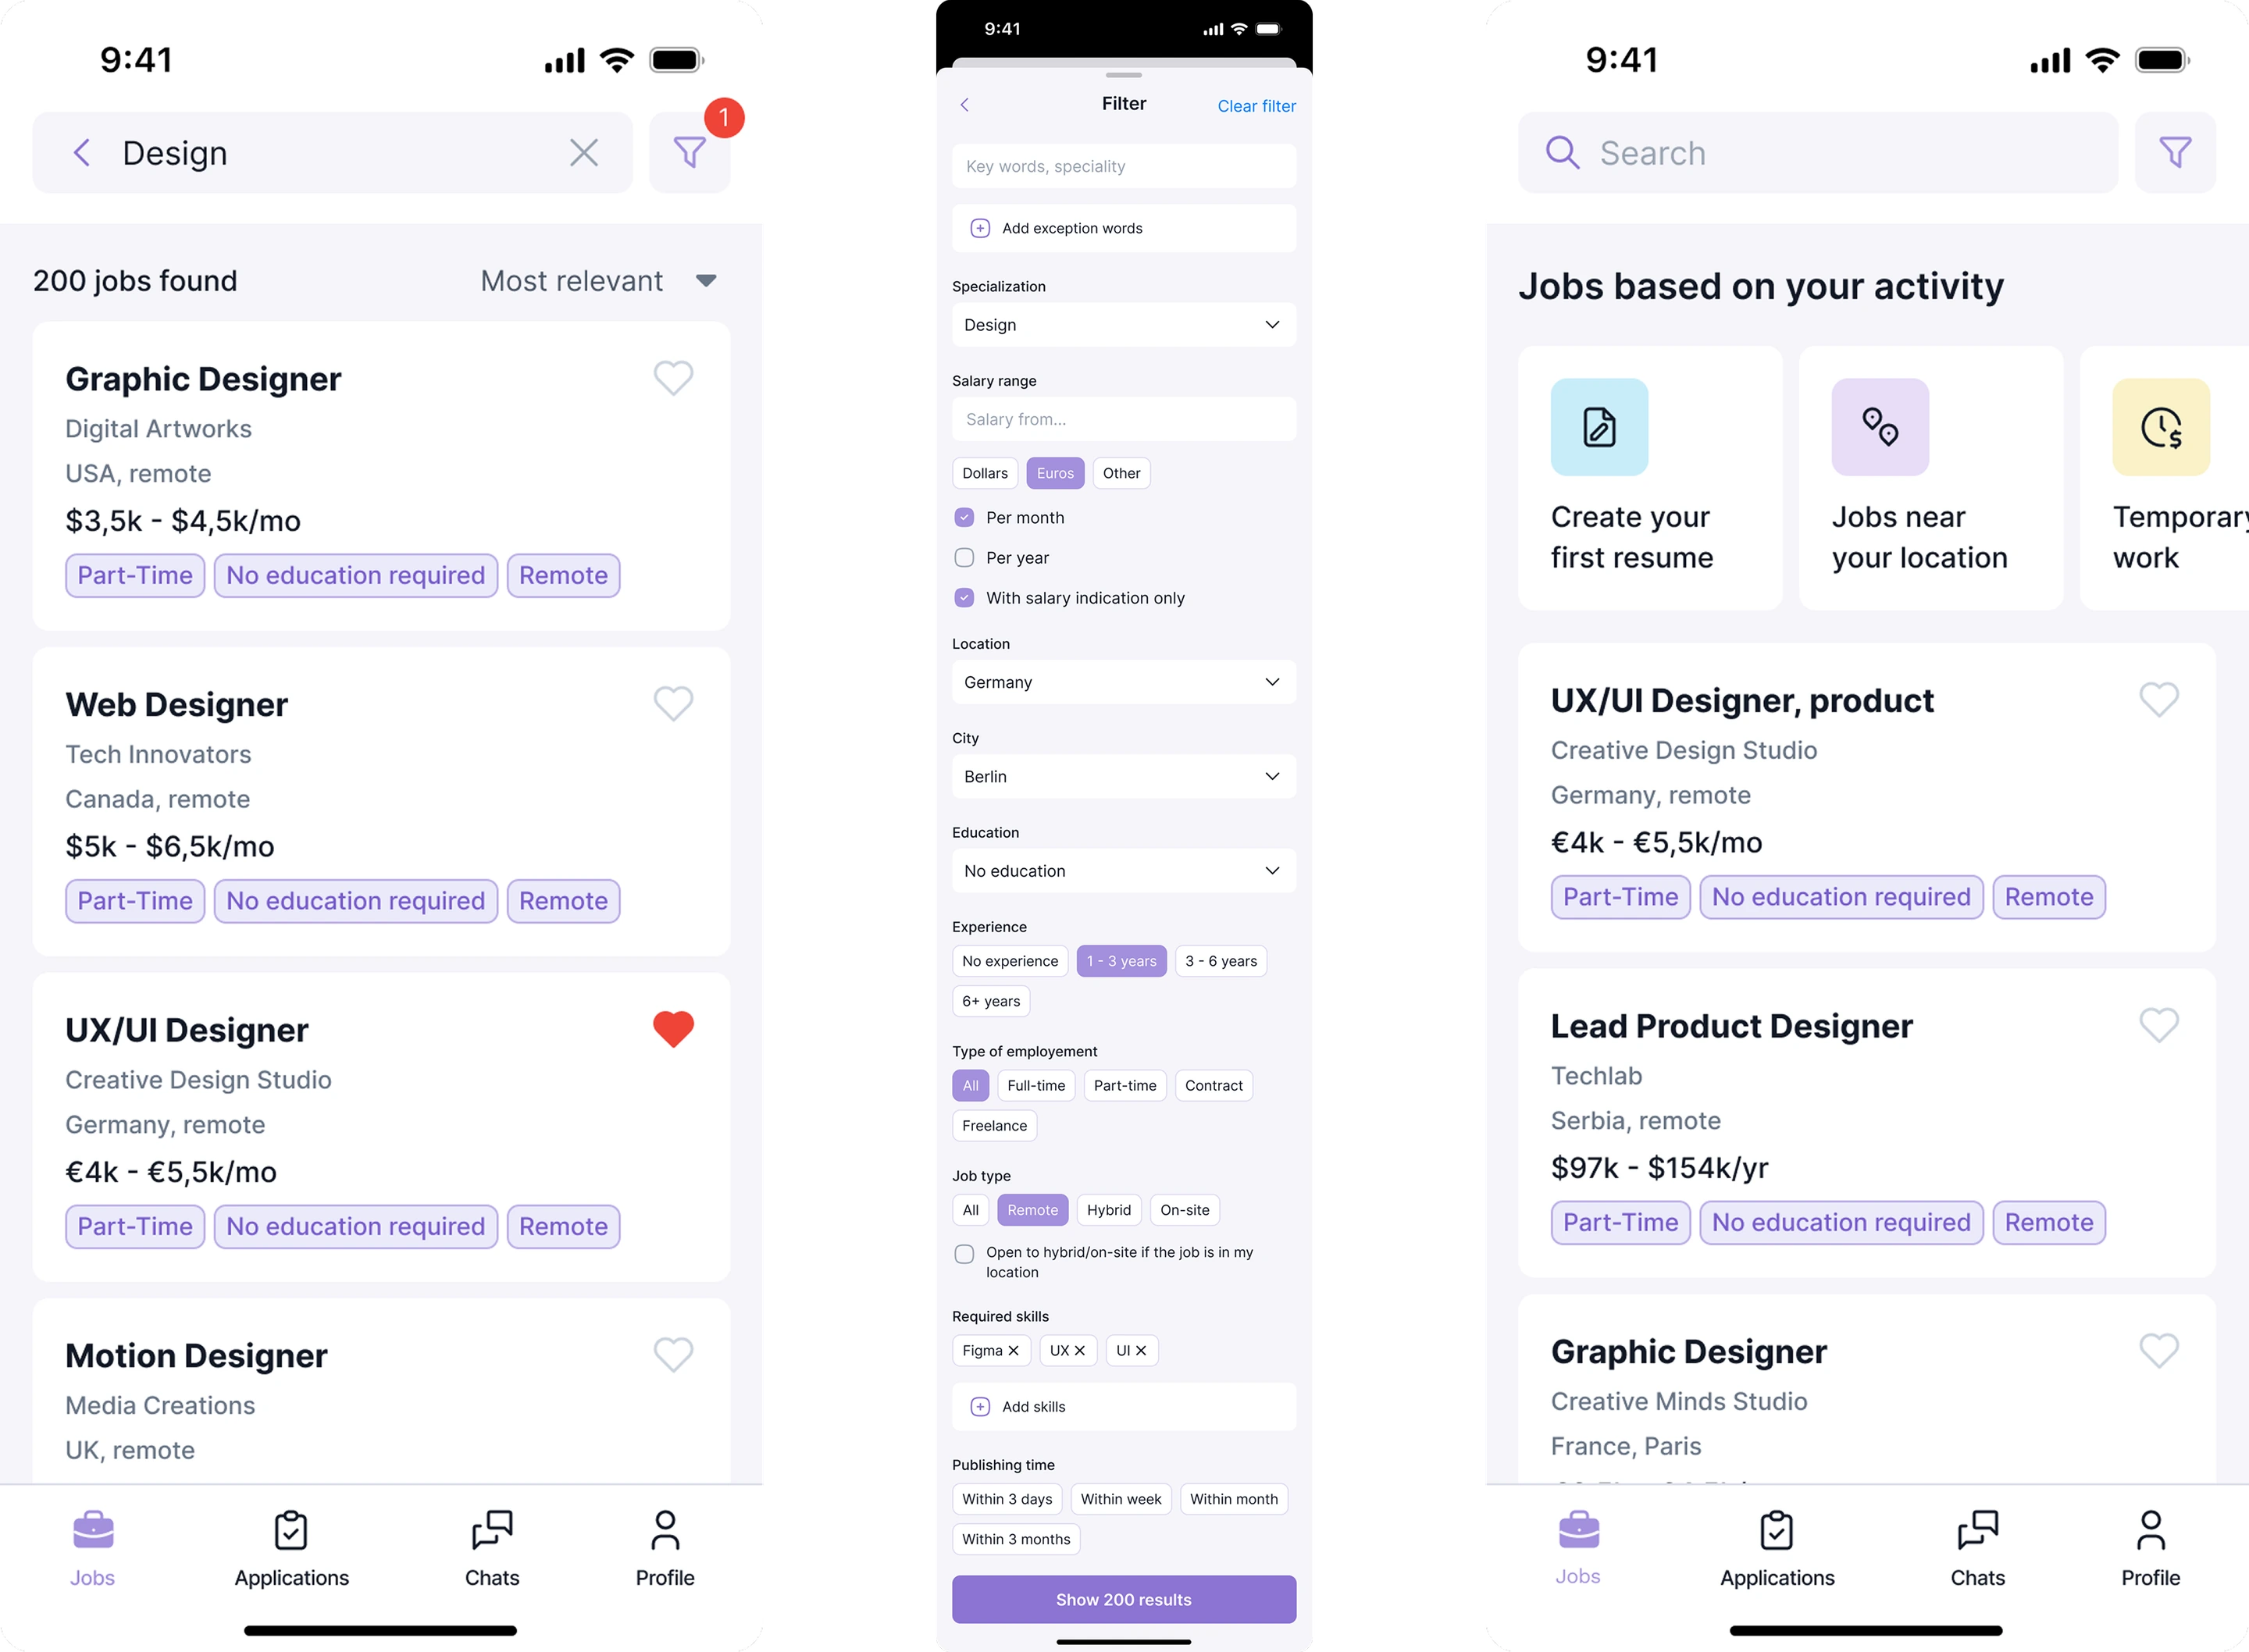 9:41
1
Design
200 jobs found
Most relevant
Graphic Designer
Digital Artworks
USA, remote
$3,5k - $4,5k/mo
Part-Time No education required Remote
Web Designer
Tech Innovators
Canada, remote
$5k - $6,5k/mo
Part-Time No education required Remote
UX/UI Designer
Creative Design Studio
Germany, remote
€4k - €5,5k/mo
Part-Time No education required Remote
Motion Designer
Media Creations
UK, remote
Jobs Applications Chats Profile
9:41
Filter
Clear filter
Key words, speciality
Add exception words
Specialization
Design
Salary range
Salary from...
Dollars Euros Other
Per month
Per year
With salary indication only
Location
Germany
City
Berlin
Education
No education
Experience
No experience 1 - 3 years 3 - 6 years
6+ years
Type of employement
All Full-time Part-time Contract
Freelance
Job type
All Remote Hybrid On-site
Open to hybrid/on-site if the job is in my
location
Required skills
Figma UX UI
Add skills
Publishing time
Within 3 days Within week Within month
Within 3 months
Show 200 results
9:41
Search
Jobs based on your activity
Create your
first resume
Jobs near
your location
Temporary
work
UX/UI Designer, product
Creative Design Studio
Germany, remote
€4k - €5,5k/mo
Part-Time No education required Remote
Lead Product Designer
Techlab
Serbia, remote
$97k - $154k/yr
Part-Time No education required Remote
Graphic Designer
Creative Minds Studio
France, Paris
Jobs Applications Chats Profile